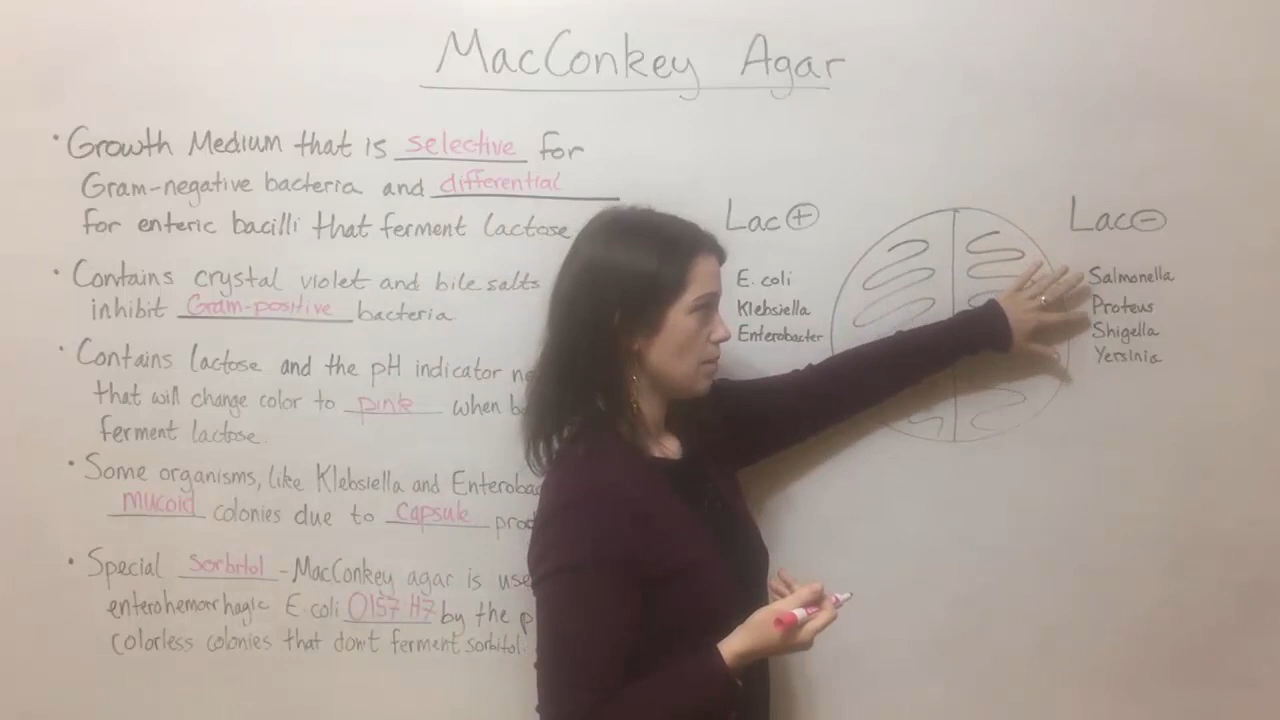 MacConkey Agar
• Growth Medium that is selective for
Gram-negative bacteria and differential
for enteric bacilli that ferment lactose
• Contains crystal violet and bile salts
inhibit Gram-positive bacteria
• Contains lactose and the pH indicator
that will change color to pink when
ferment lactose.
• Some organisms, like Klebsiella and
mucoid colonies due to capsule
• Special sorbitol-MacConkey agar is
enterohemorrhagic E.coli O157 H7 by the
colorless colonies that don't ferment sorbitol.
Lac +
E. coli
Klebsiella
Enterobacter
Lac -
Salmonella
Proteus
Shigella
Yersinia